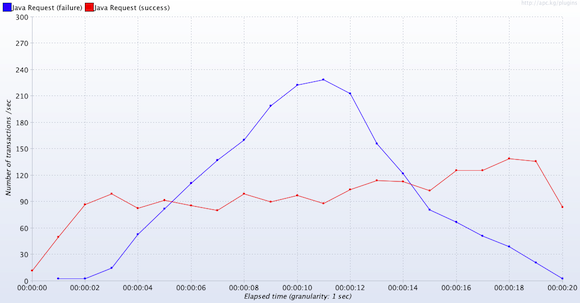 http://apc.kg/plugins
Java Request (failure) Java Request (success)
300
270
240
210
180
150
120
90
60
30
0
Number of transactions /sec
00:00:00 00:00:02 00:00:04 00:00:06 00:00:08 00:00:10 00:00:12 00:00:14 00:00:16 00:00:18 00:00:20
Elapsed time (granularity: 1 sec)